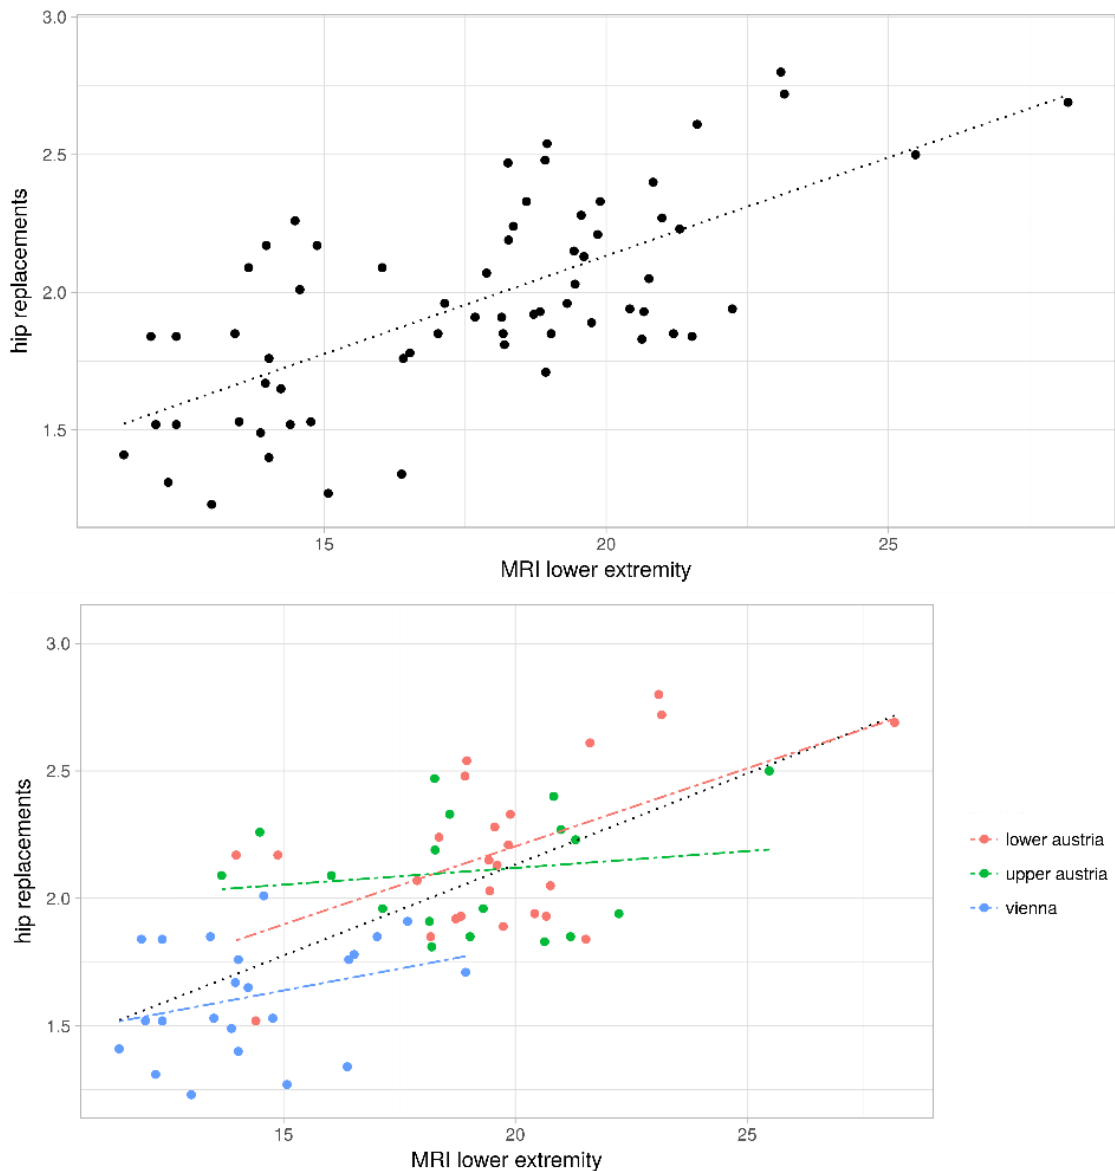 3.0
2.5
2.0
1.5
hip replacements
15 20 25
MRI lower extremity
3.0
2.5
2.0
1.5
hip replacements
15 20 25
MRI lower extremity
lower austria
upper austria
vienna